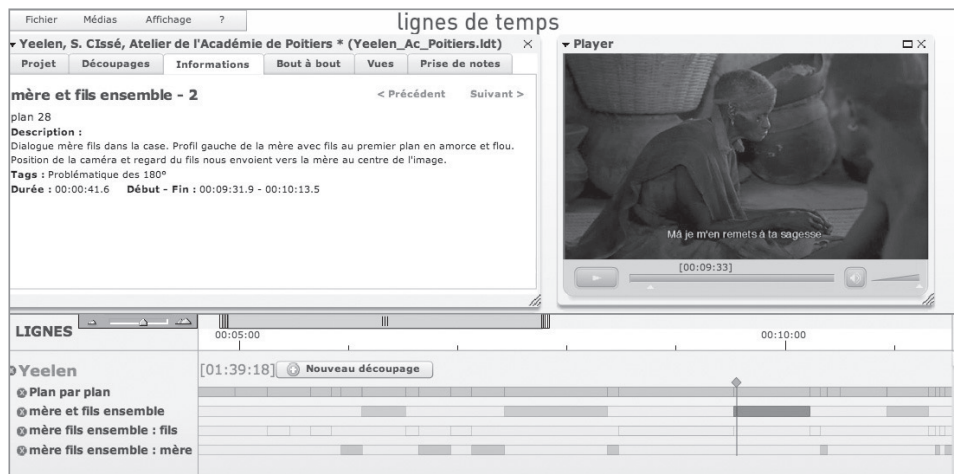 Fichier Médias Affichage ?
lignes de temps
Yeelen, S. CIssé, Atelier de l'Académie de Poitiers * (Yeelen_Ac_Poitiers.ldt)
Projet Découpages Informations Bout à bout Vues Prise de notes
mère et fils ensemble - 2
< Précédent Suivant >
plan 28
Description :
Dialogue mère fils dans la case. Profil gauche de la mère avec fils au premier plan en amorce et flou.
Position de la caméra et regard du fils nous envoient vers la mère au centre de l'image.
Tags : Problématique des 180°
Durée : 00:00:41.6 Début - Fin : 00:09:31.9 - 00:10:13.5
Player
Mâ je m'en remets à ta sagesse
[00:09:33]
LIGNES
00:05:00 00:10:00
Yeelen
[01:39:18] Nouveau découpage
Plan par plan
mère et fils ensemble
mère fils ensemble : fils
mère fils ensemble : mère